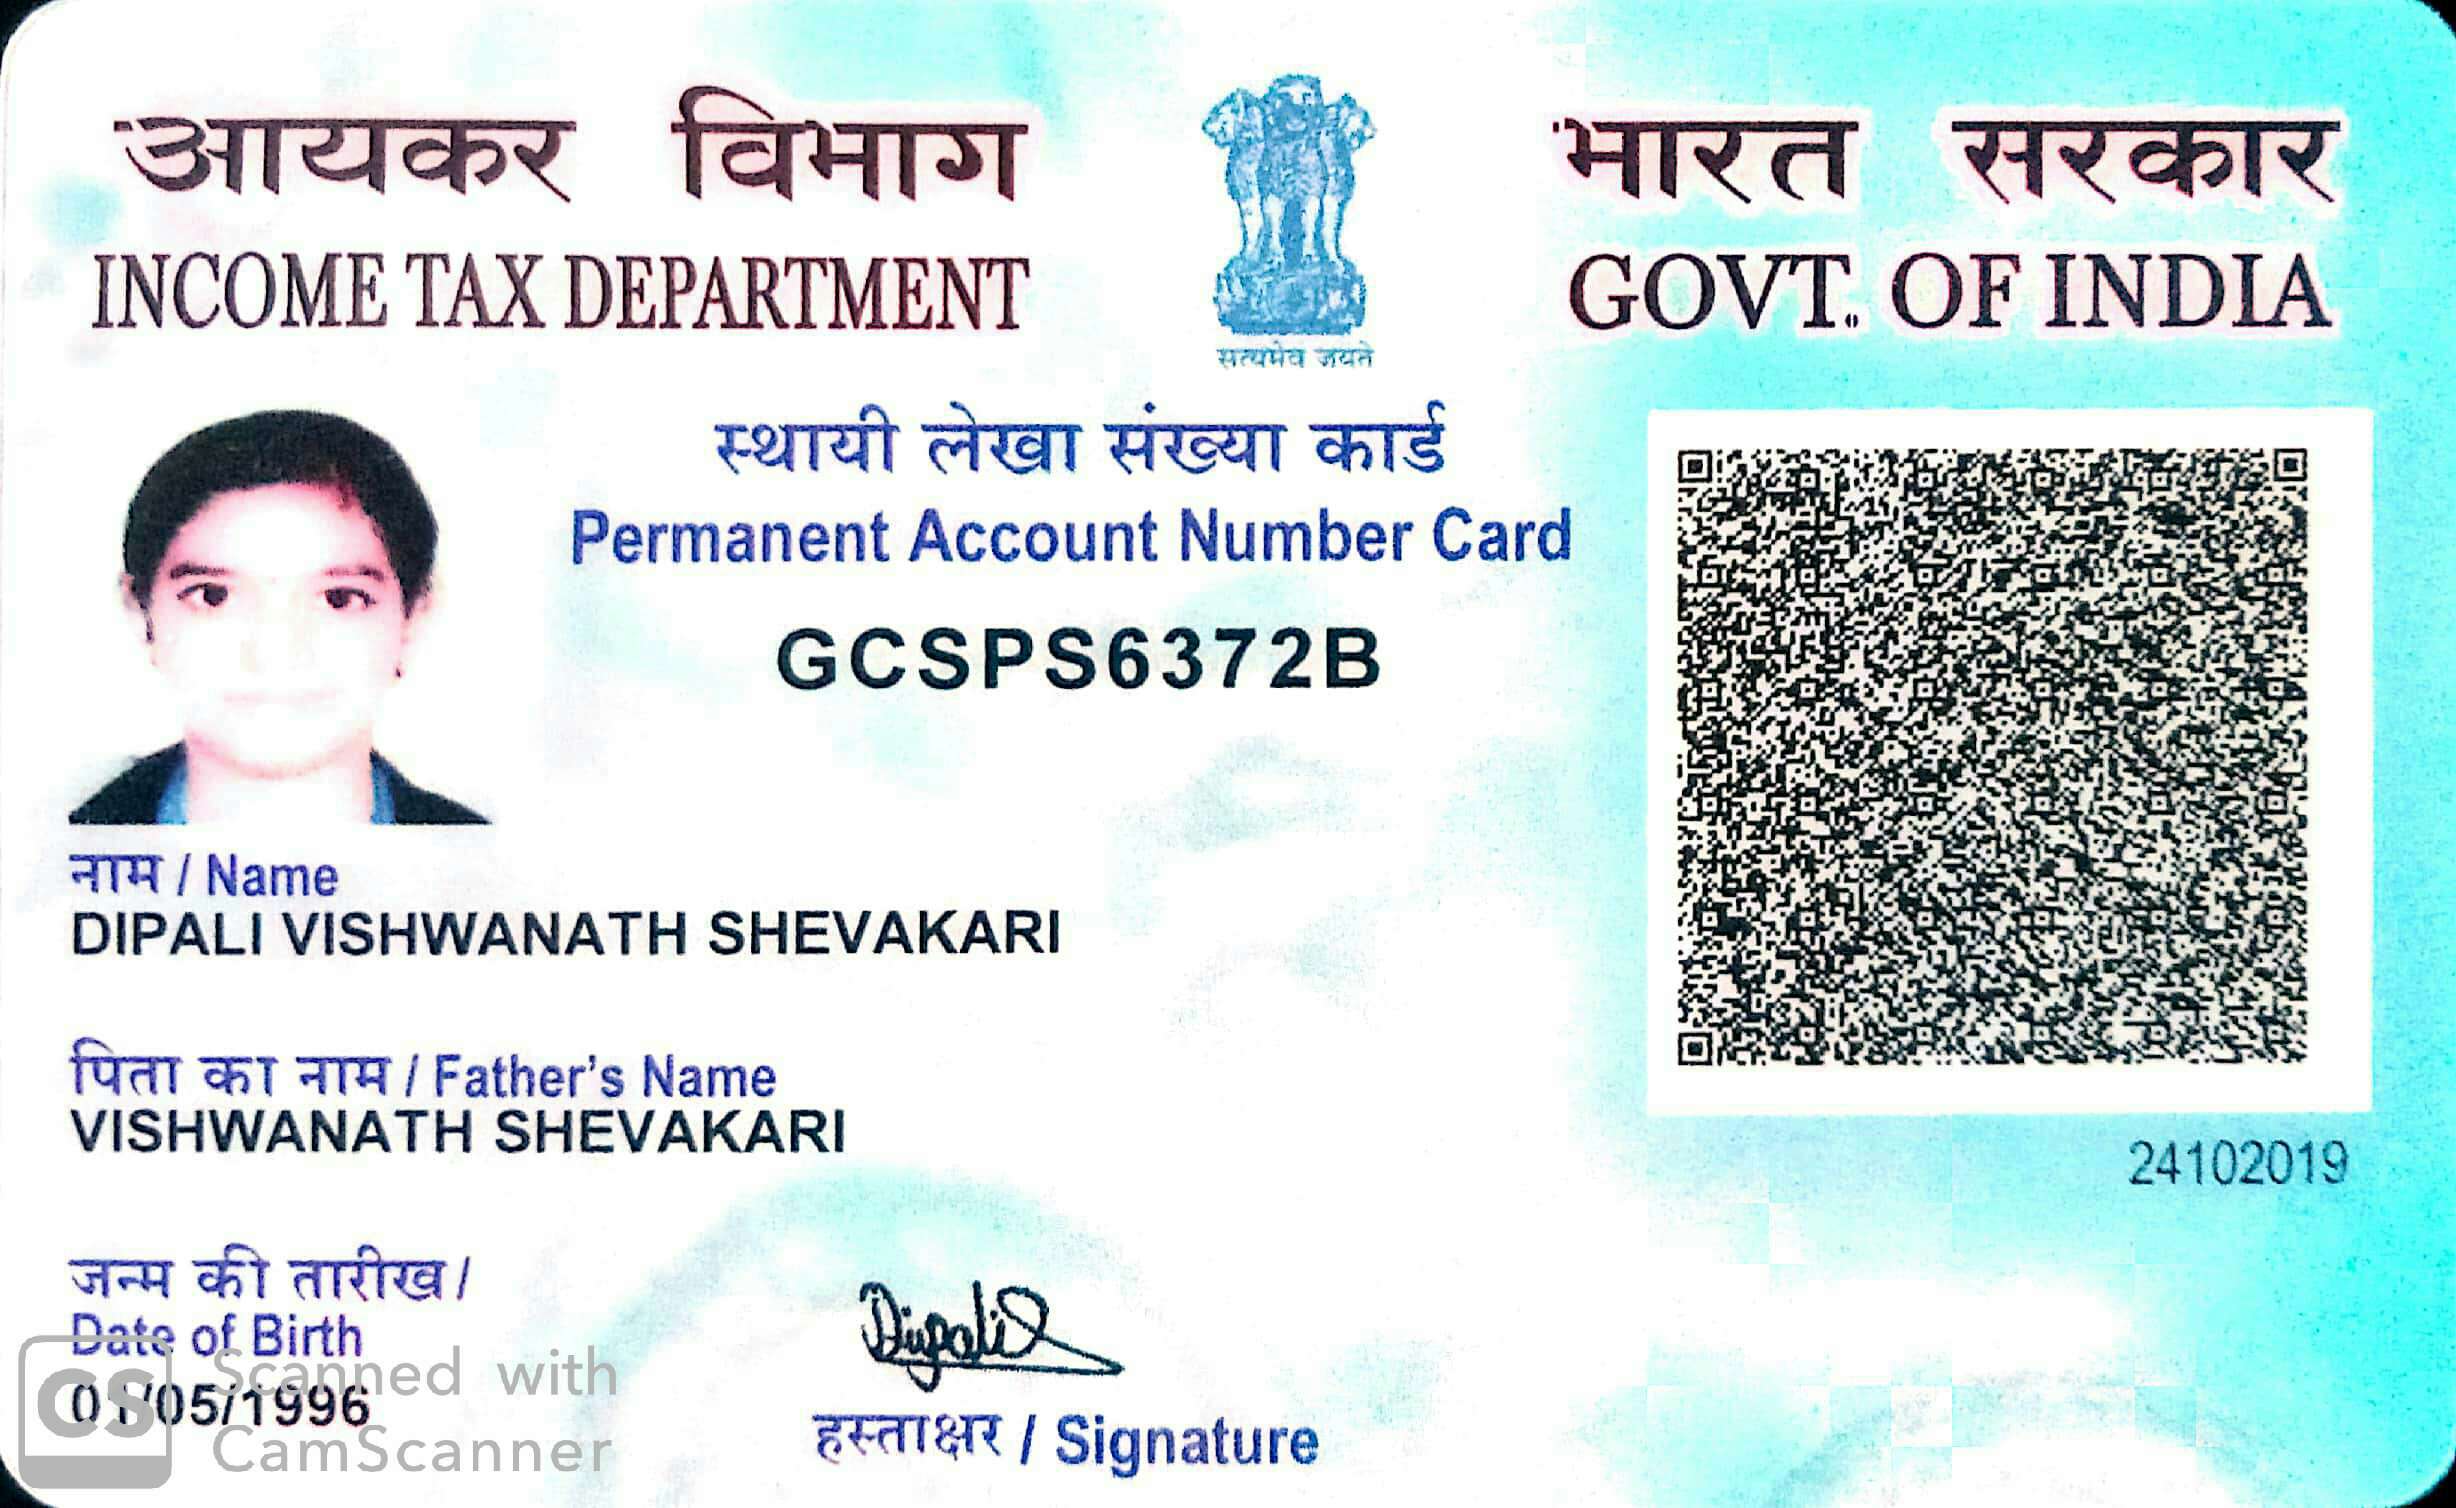 आयकर विभाग
INCOME TAX DEPARTMENT
सत्यमेव जयते
भारत सरकार
GOVT. OF INDIA
स्थायी लेखा संख्या कार्ड
Permanent Account Number Card
GCSPS6372B
नाम / Name
DIPALI VISHWANATH SHEVAKARI
पिता का नाम / Father's Name
VISHWANATH SHEVAKARI
24102019
जन्म की तारीख /
Date of Birth
01/05/1996
Dipali
हस्ताक्षर / Signature
CS
Scanned with
CamScanner